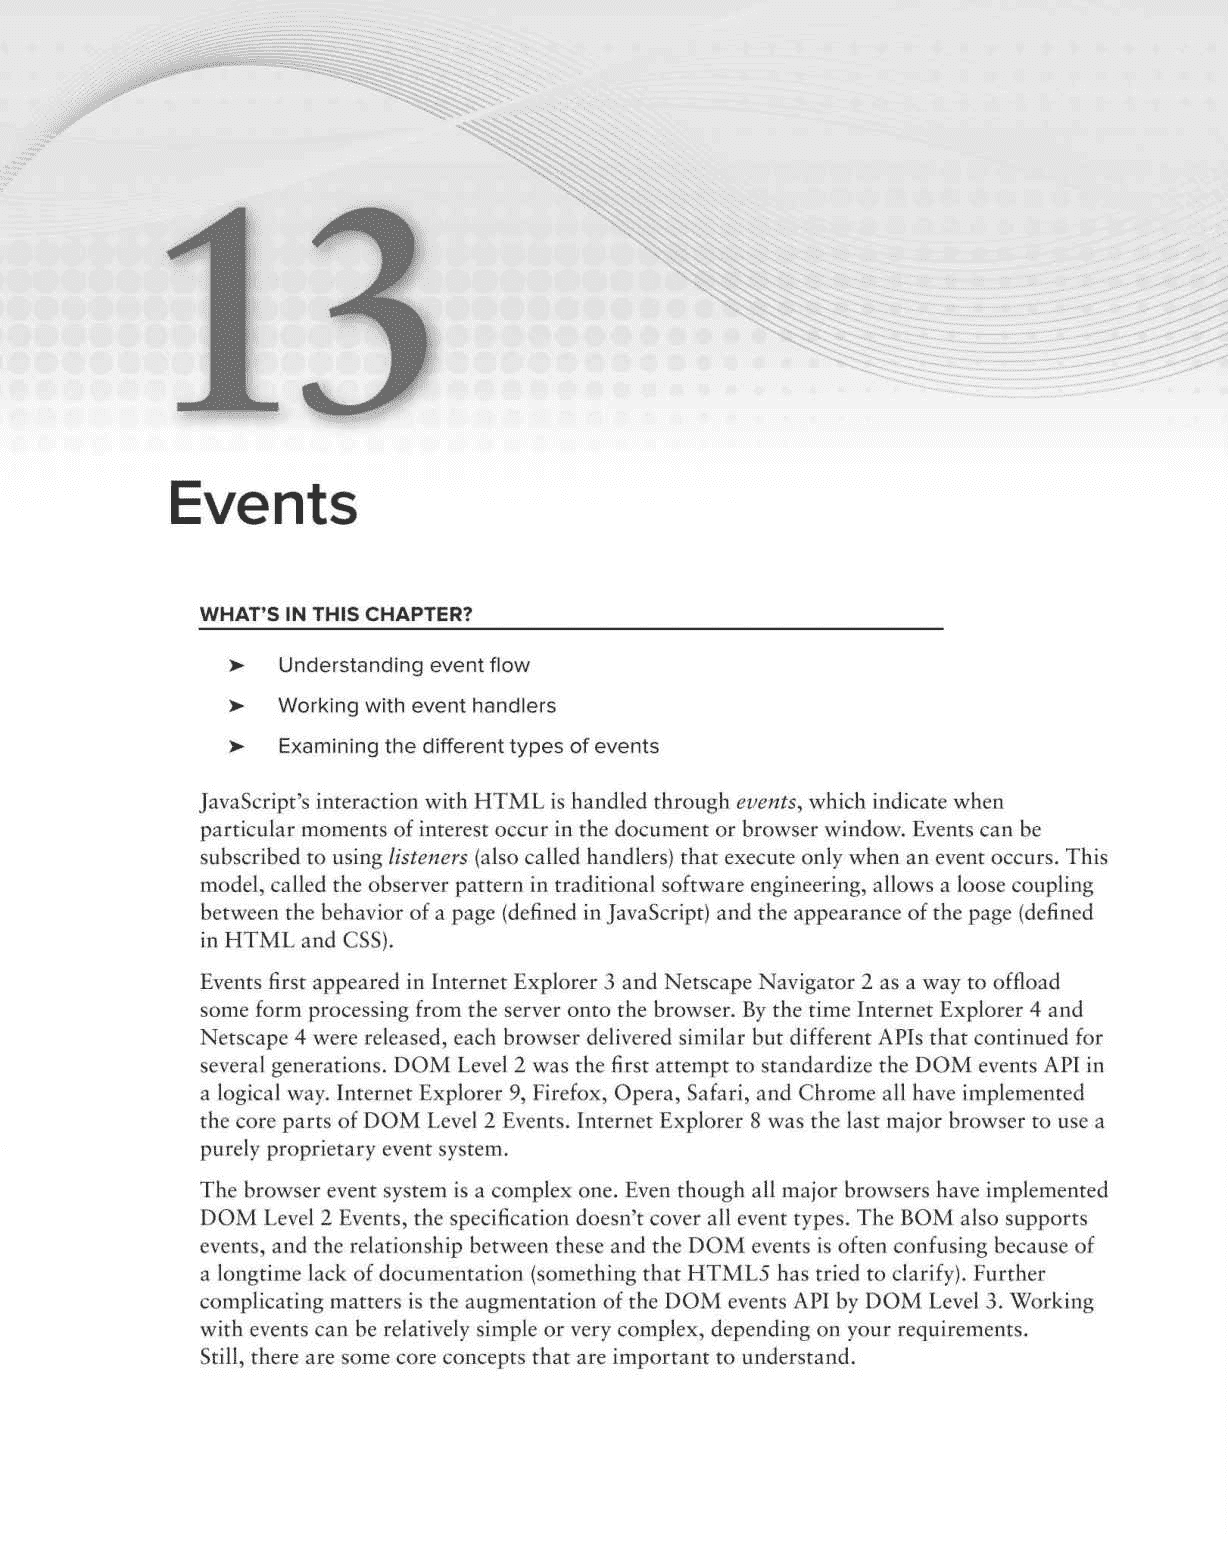 13
Events
WHAT'S IN THIS CHAPTER?
➤ Understanding event flow
➤ Working with event handlers
➤ Examining the different types of events
JavaScript's interaction with HTML is handled through events, which indicate when
particular moments of interest occur in the document or browser window. Events can be
subscribed to using listeners (also called handlers) that execute only when an event occurs. This
model, called the observer pattern in traditional software engineering, allows a loose coupling
between the behavior of a page (defined in JavaScript) and the appearance of the page (defined
in HTML and CSS).
Events first appeared in Internet Explorer 3 and Netscape Navigator 2 as a way to offload
some form processing from the server onto the browser. By the time Internet Explorer 4 and
Netscape 4 were released, each browser delivered similar but different APIs that continued for
several generations. DOM Level 2 was the first attempt to standardize the DOM events API in
a logical way. Internet Explorer 9, Firefox, Opera, Safari, and Chrome all have implemented
the core parts of DOM Level 2 Events. Internet Explorer 8 was the last major browser to use a
purely proprietary event system.
The browser event system is a complex one. Even though all major browsers have implemented
DOM Level 2 Events, the specification doesn't cover all event types. The BOM also supports
events, and the relationship between these and the DOM events is often confusing because of
a longtime lack of documentation (something that HTML5 has tried to clarify). Further
complicating matters is the augmentation of the DOM events API by DOM Level 3. Working
with events can be relatively simple or very complex, depending on your requirements.
Still, there are some core concepts that are important to understand.